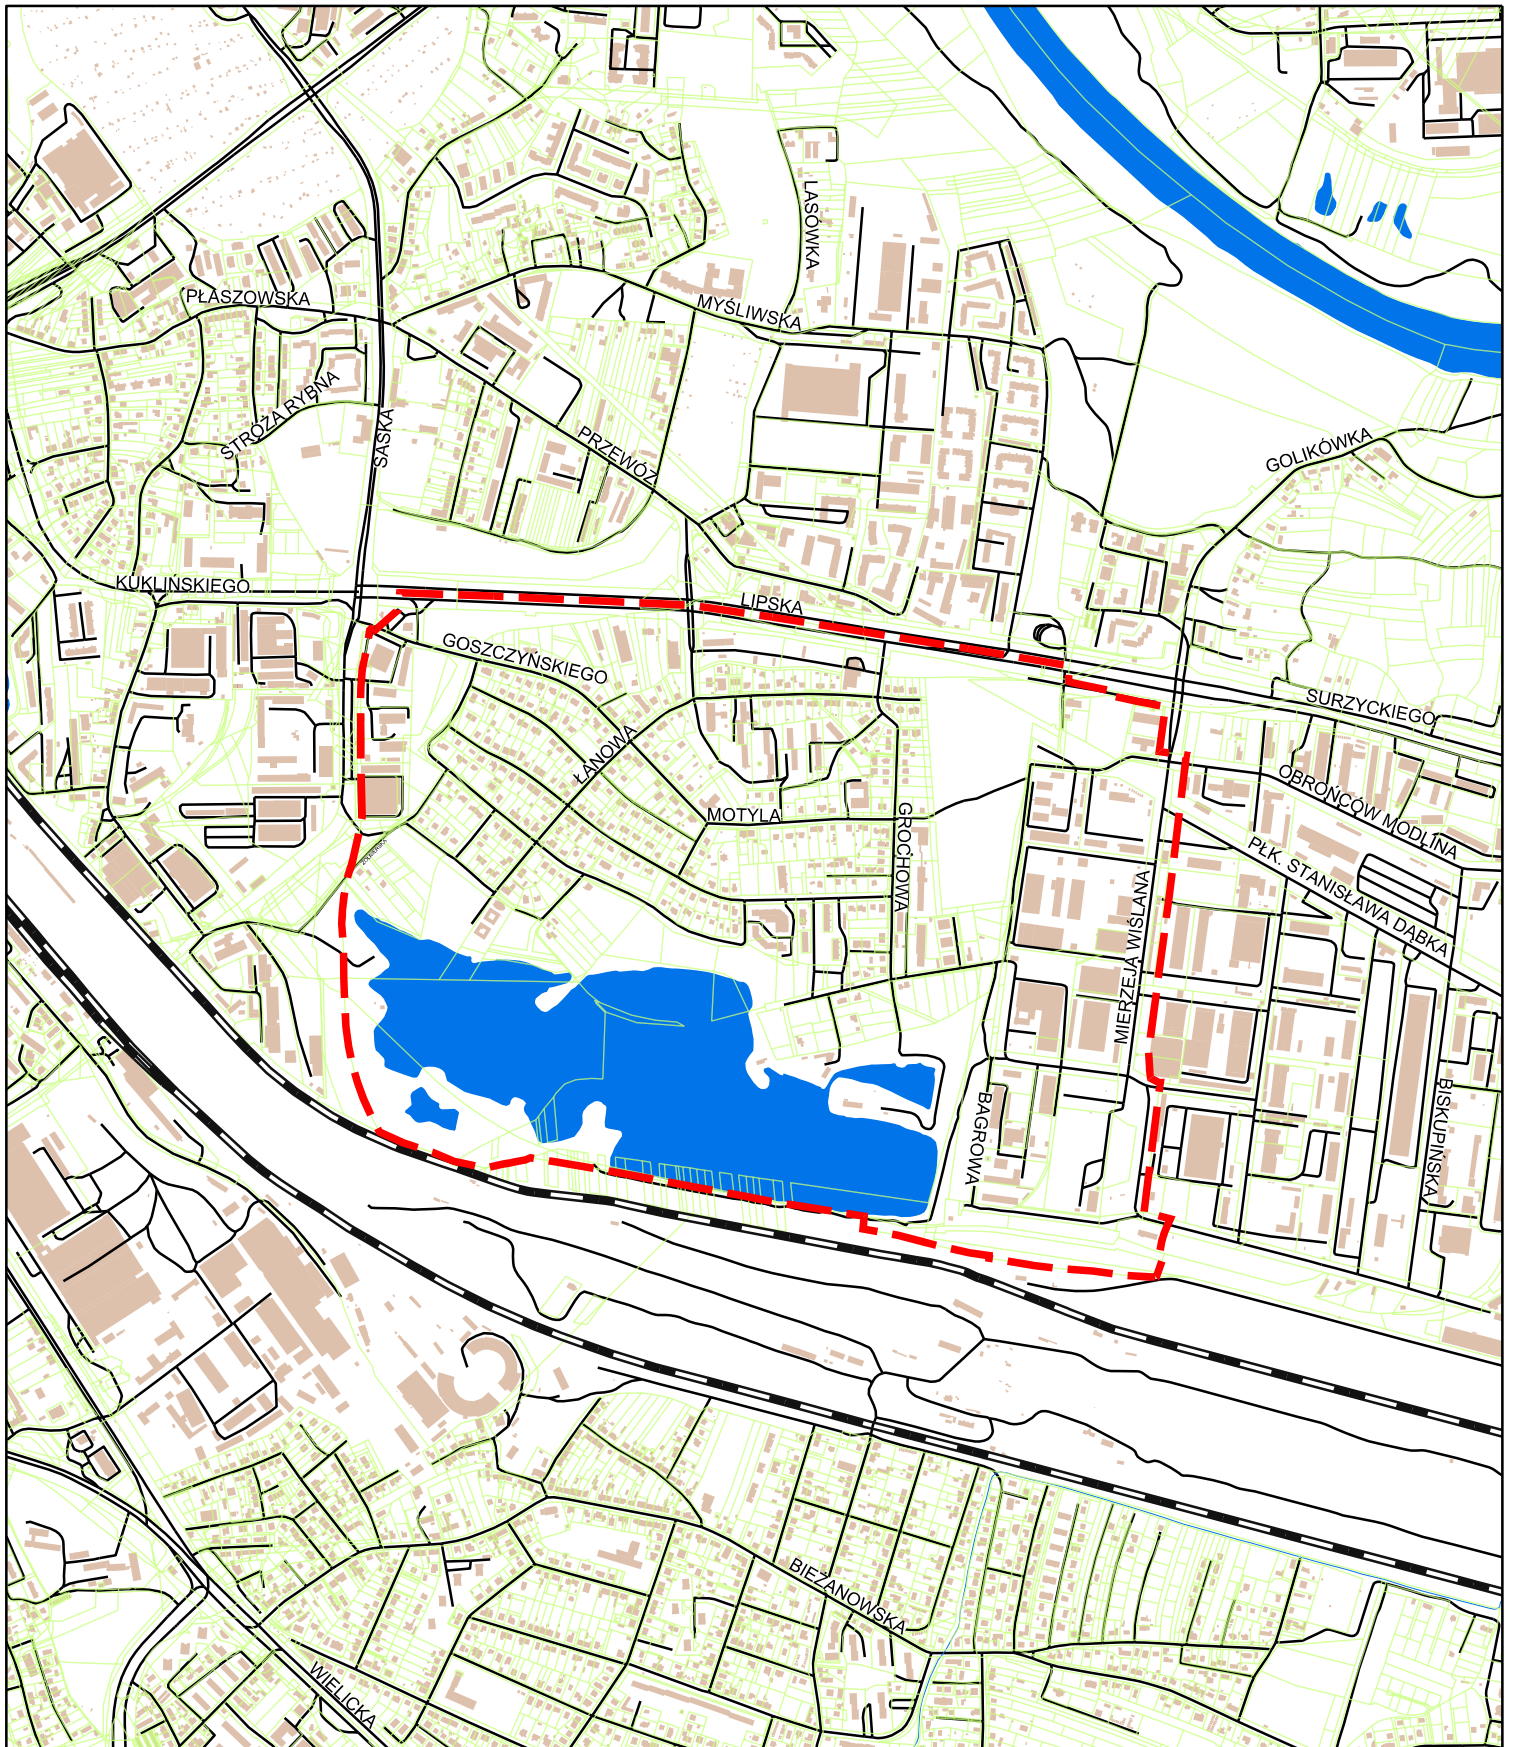 LASÓWKA
PŁASZOWSKA
MYŚLIWSKA
STRÓŻA RYBNA
SASKA
PRZEWÓZ
GOLIKÓWKA
KUKLIŃSKIEGO
LIPSKA
GOSZCZYŃSKIEGO
SURZYCKIEGO
ŁANOWA
OBROŃCÓW MODLINA
MOTYLA
GROCHOWA
PŁK. STANISŁAWA DĄBKA
MIERZEJA WIŚLANA
BAGROWA
BISKUPIŃSKA
BIEŻANOWSKA
WIELICKA